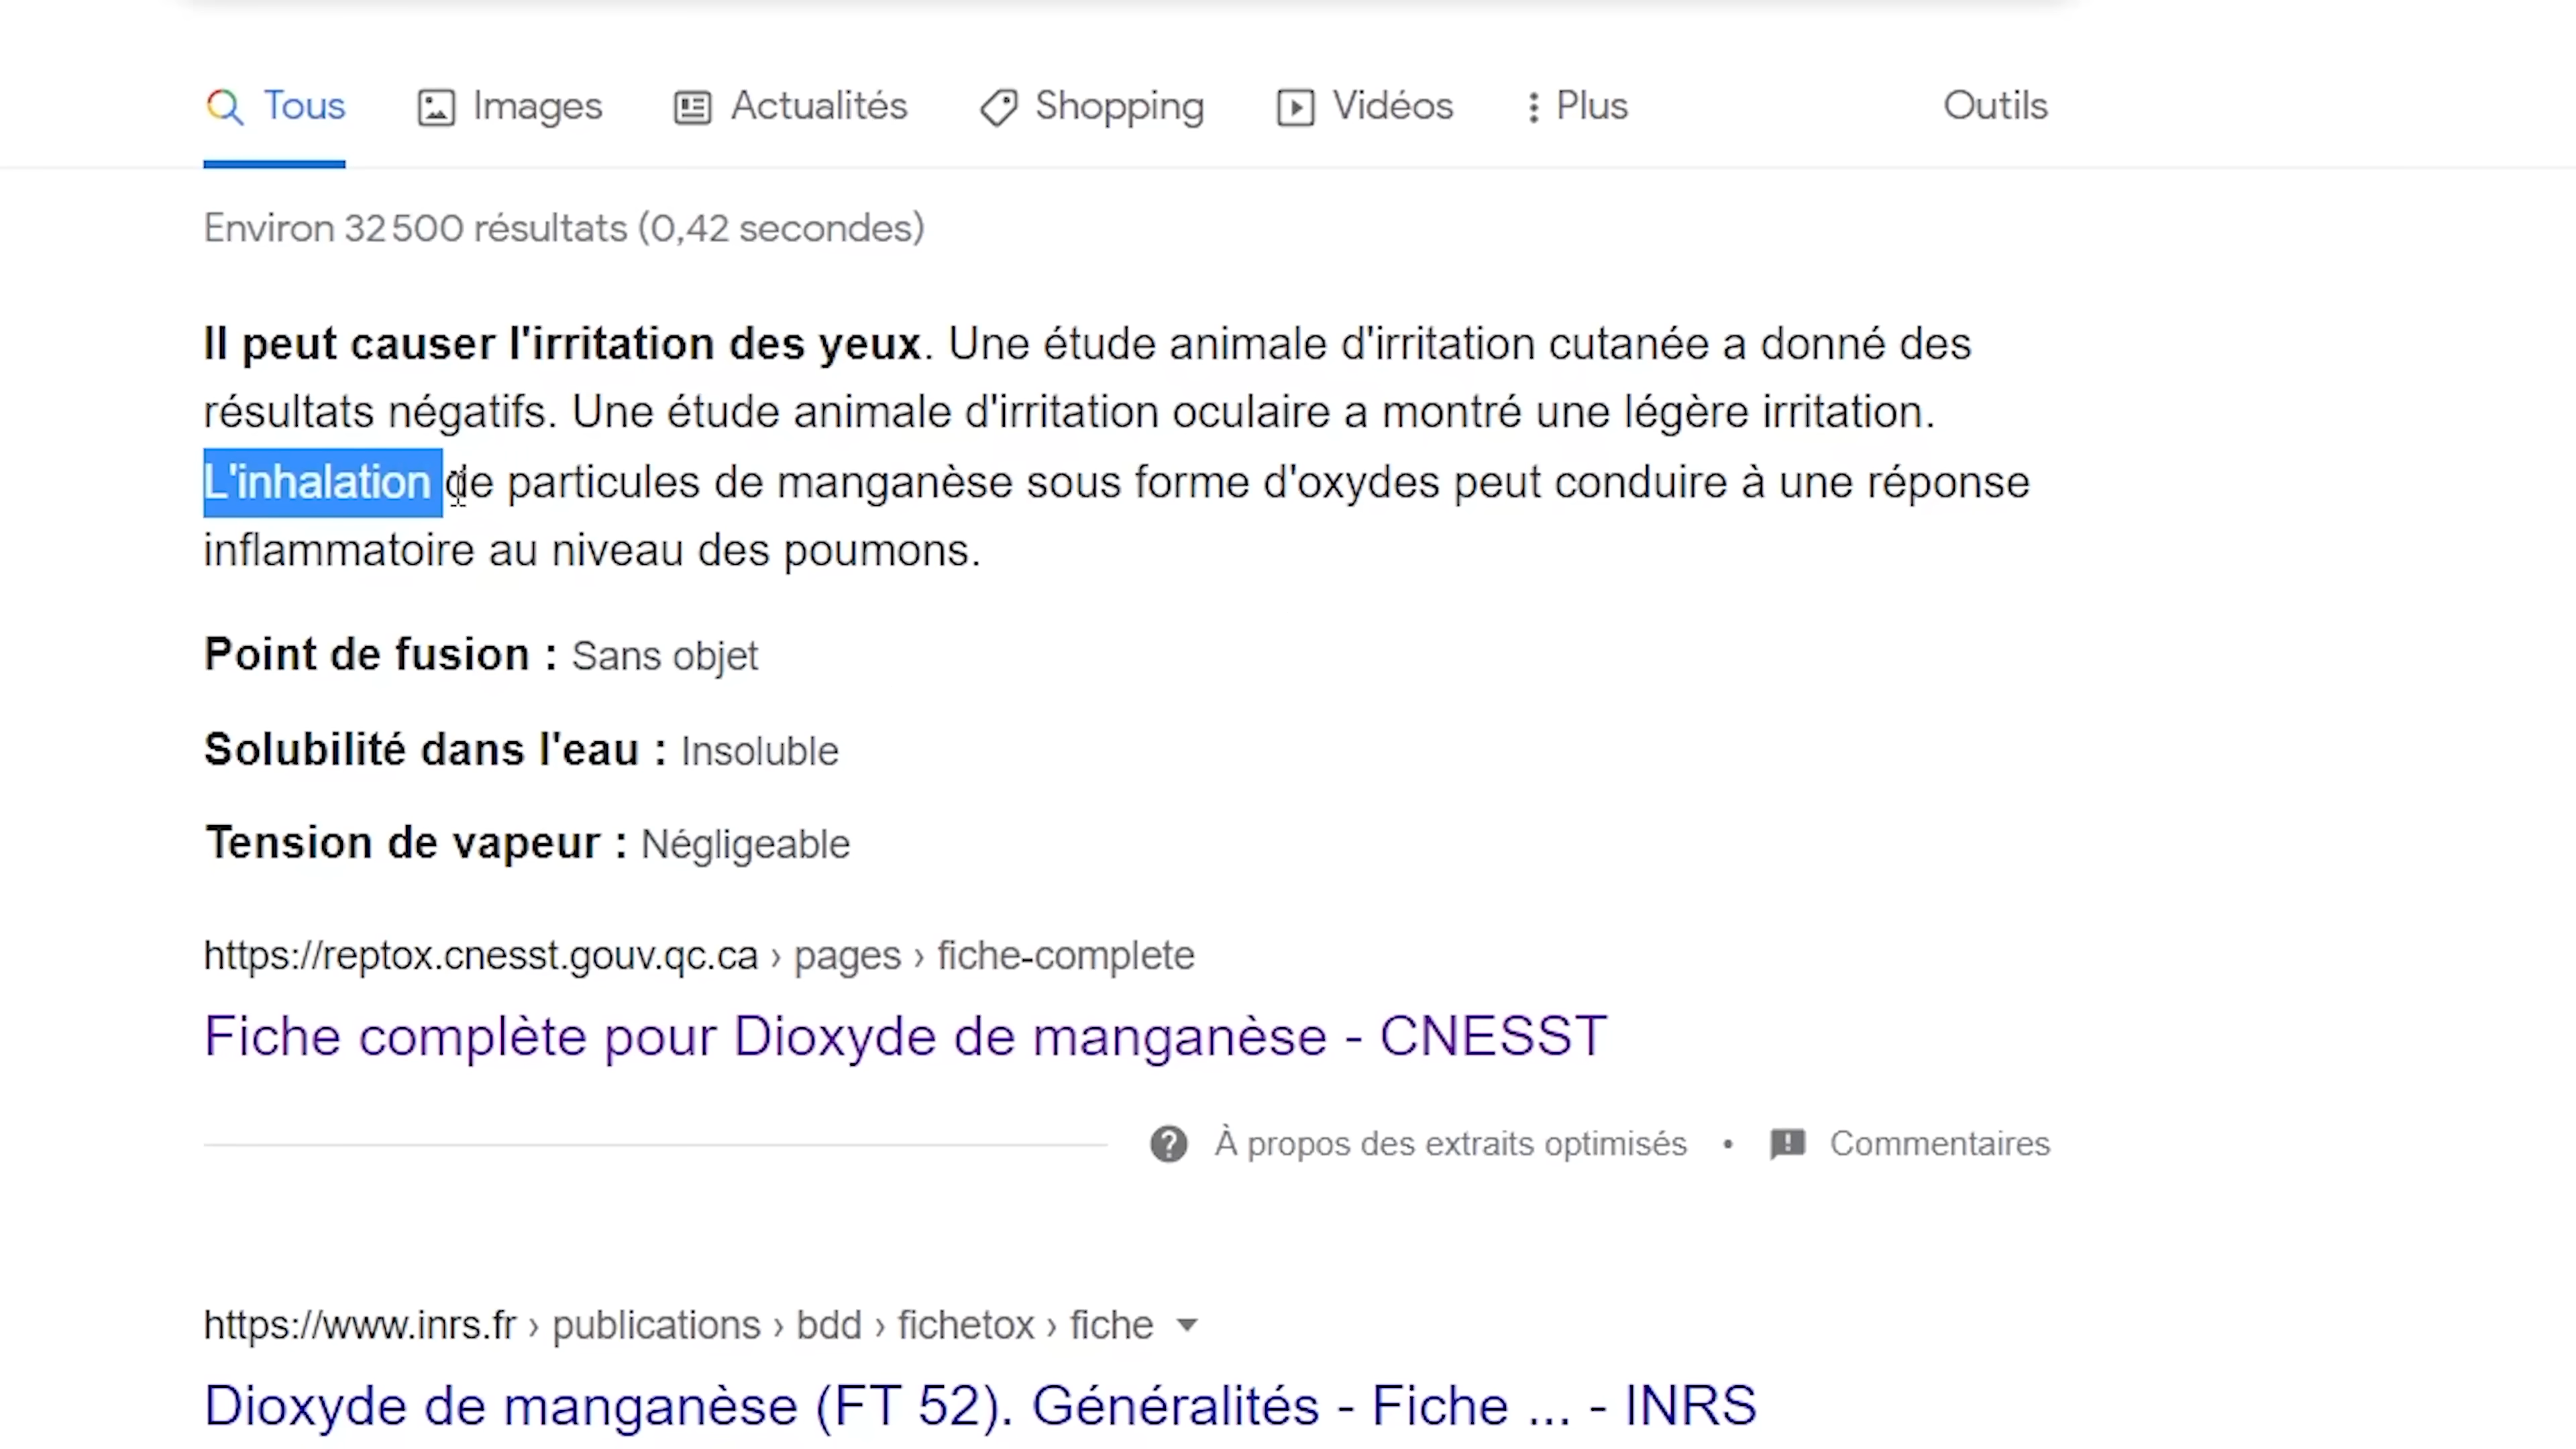 Tous Images Actualités Shopping Vidéos Plus Outils
Environ 32 500 résultats (0,42 secondes)
Il peut causer l'irritation des yeux. Une étude animale d'irritation cutanée a donné des
résultats négatifs. Une étude animale d'irritation oculaire a montré une légère irritation.
L'inhalation de particules de manganèse sous forme d'oxydes peut conduire à une réponse
inflammatoire au niveau des poumons.
Point de fusion : Sans objet
Solubilité dans l'eau : Insoluble
Tension de vapeur : Négligeable
https://reptox.cnesst.gouv.qc.ca › pages › fiche-complete
Fiche complète pour Dioxyde de manganèse - CNESST
À propos des extraits optimisés • Commentaires
https://www.inrs.fr › publications › bdd › fichetox › fiche
Dioxyde de manganèse (FT 52). Généralités - Fiche ... - INRS